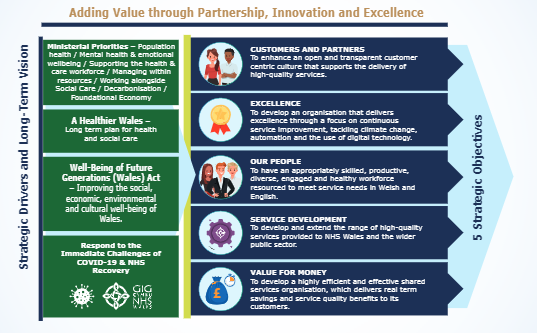 Adding Value through Partnership, Innovation and Excellence
Strategic Drivers and Long-Term Vision
Ministerial Priorities – Population
health / Mental health & emotional
wellbeing / Supporting the health &
care workforce / Managing within
resources / Working alongside
Social Care / Decarbonisation /
Foundational Economy
A Healthier Wales –
Long term plan for health
and social care
Well-Being of Future
Generations (Wales) Act
– Improving the social,
economic, environmental
and cultural well-being of
Wales.
Respond to the
Immediate Challenges of
COVID-19 & NHS
Recovery
GIG
CYMRU
NHS
WALES
CUSTOMERS AND PARTNERS
To enhance an open and transparent customer
centric culture that supports the delivery of
high-quality services.
EXCELLENCE
To develop an organisation that delivers
excellence through a focus on continuous
service improvement, tackling climate change,
automation and the use of digital technology.
OUR PEOPLE
To have an appropriately skilled, productive,
diverse, engaged and healthy workforce
resourced to meet service needs in Welsh and
English.
SERVICE DEVELOPMENT
To develop and extend the range of high-quality
services provided to NHS Wales and the wider
public sector.
£
VALUE FOR MONEY
To develop a highly efficient and effective shared
services organisation, which delivers real term
savings and service quality benefits to its
customers.
5 Strategic Objectives